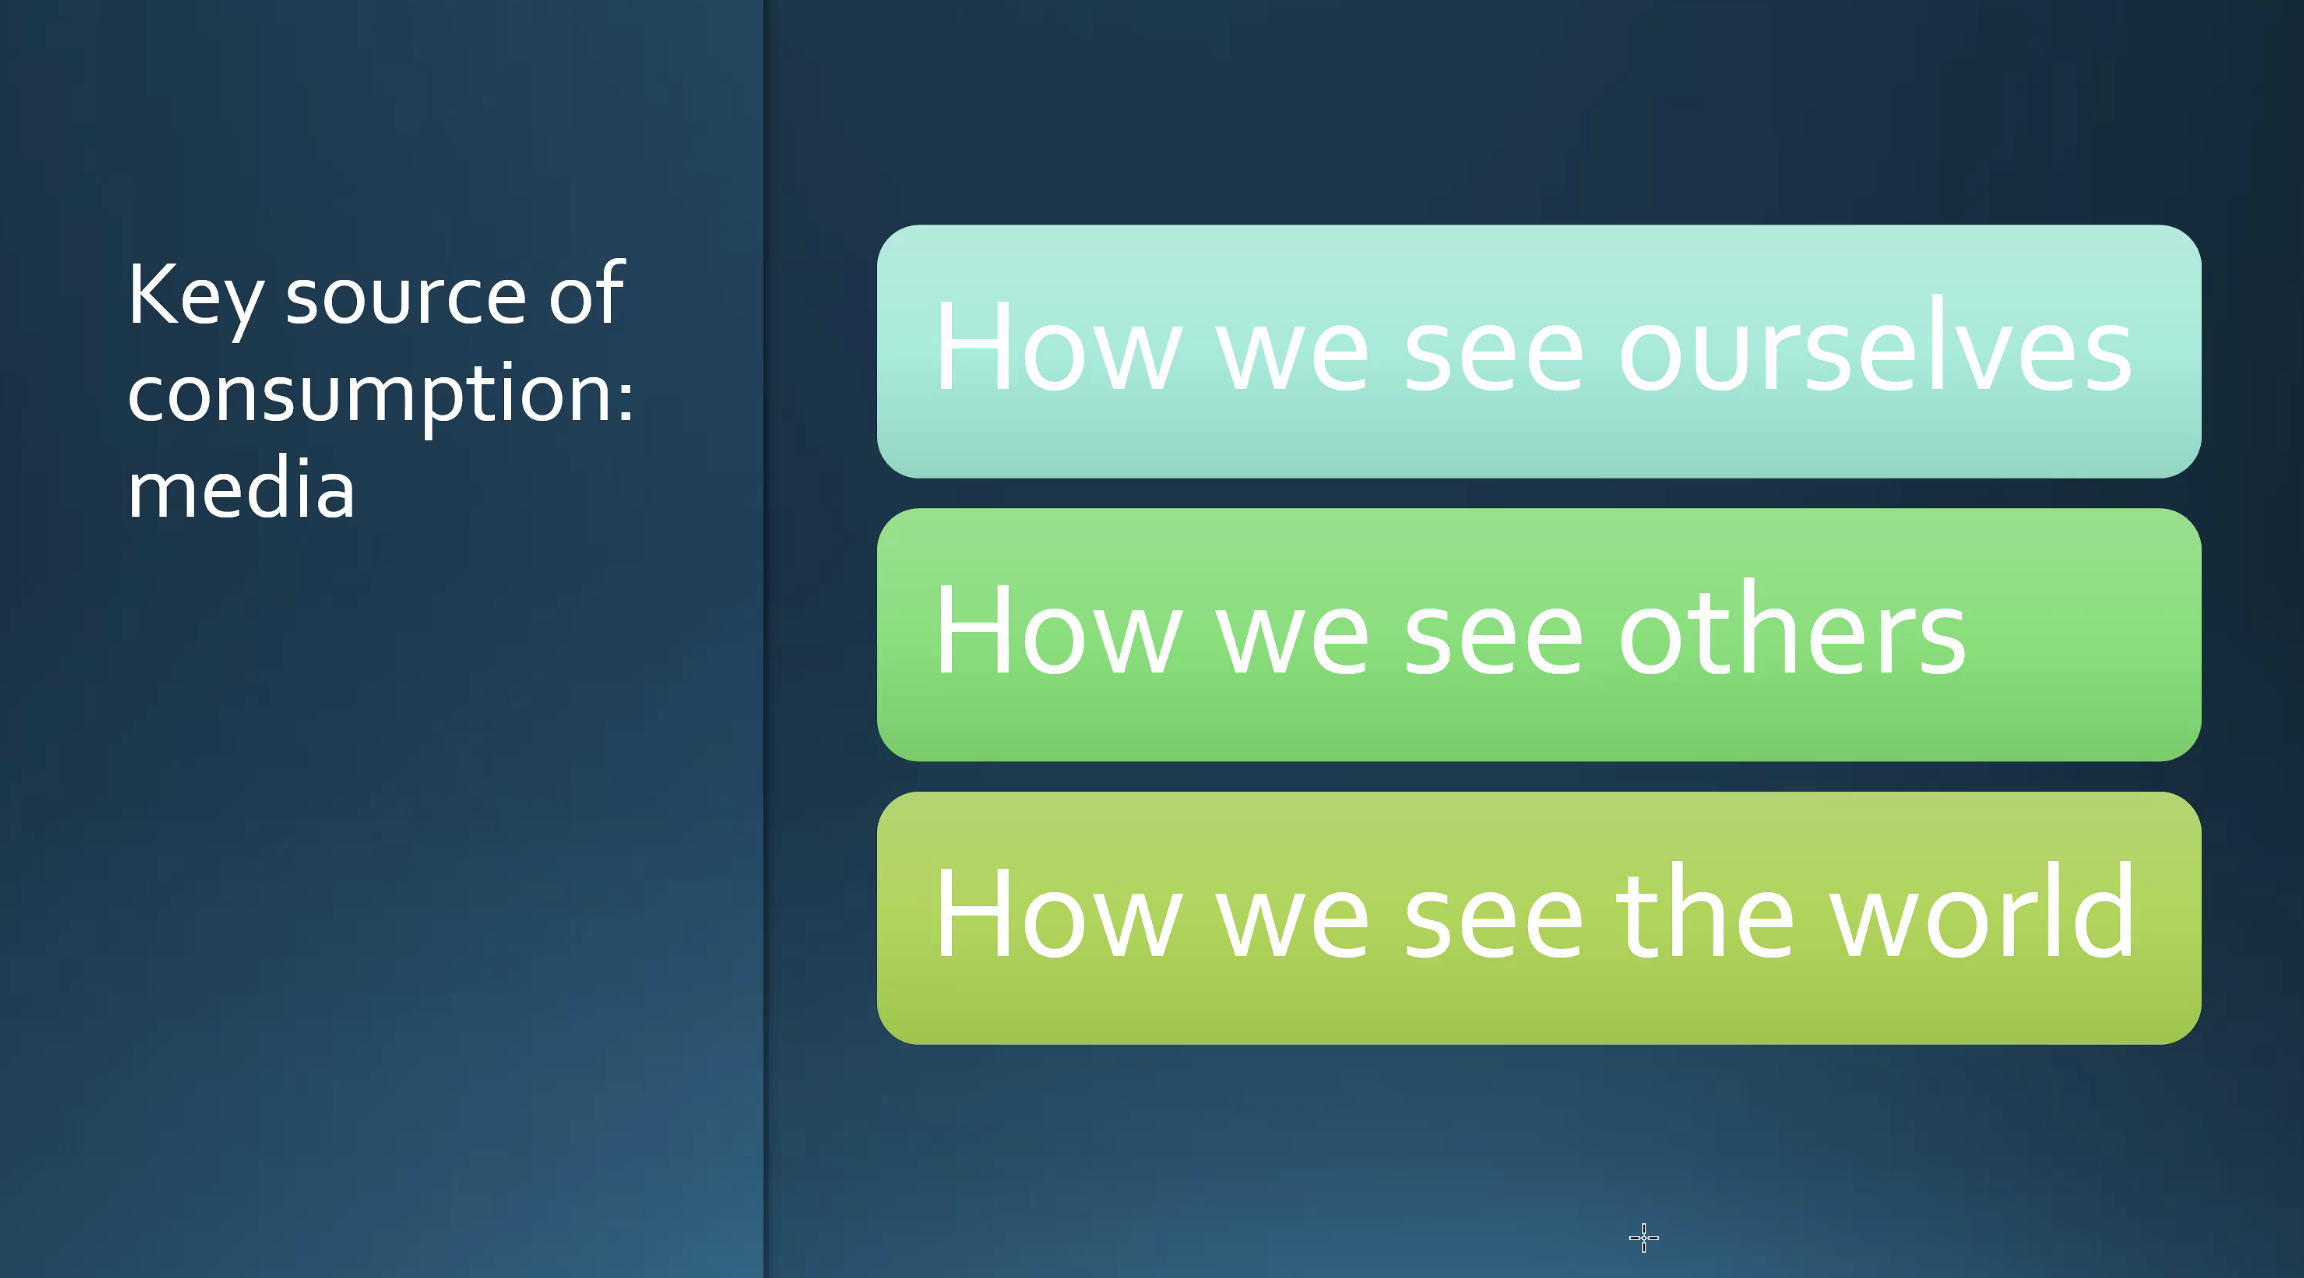 Key source of
consumption:
media
How we see ourselves
How we see others
How we see the world